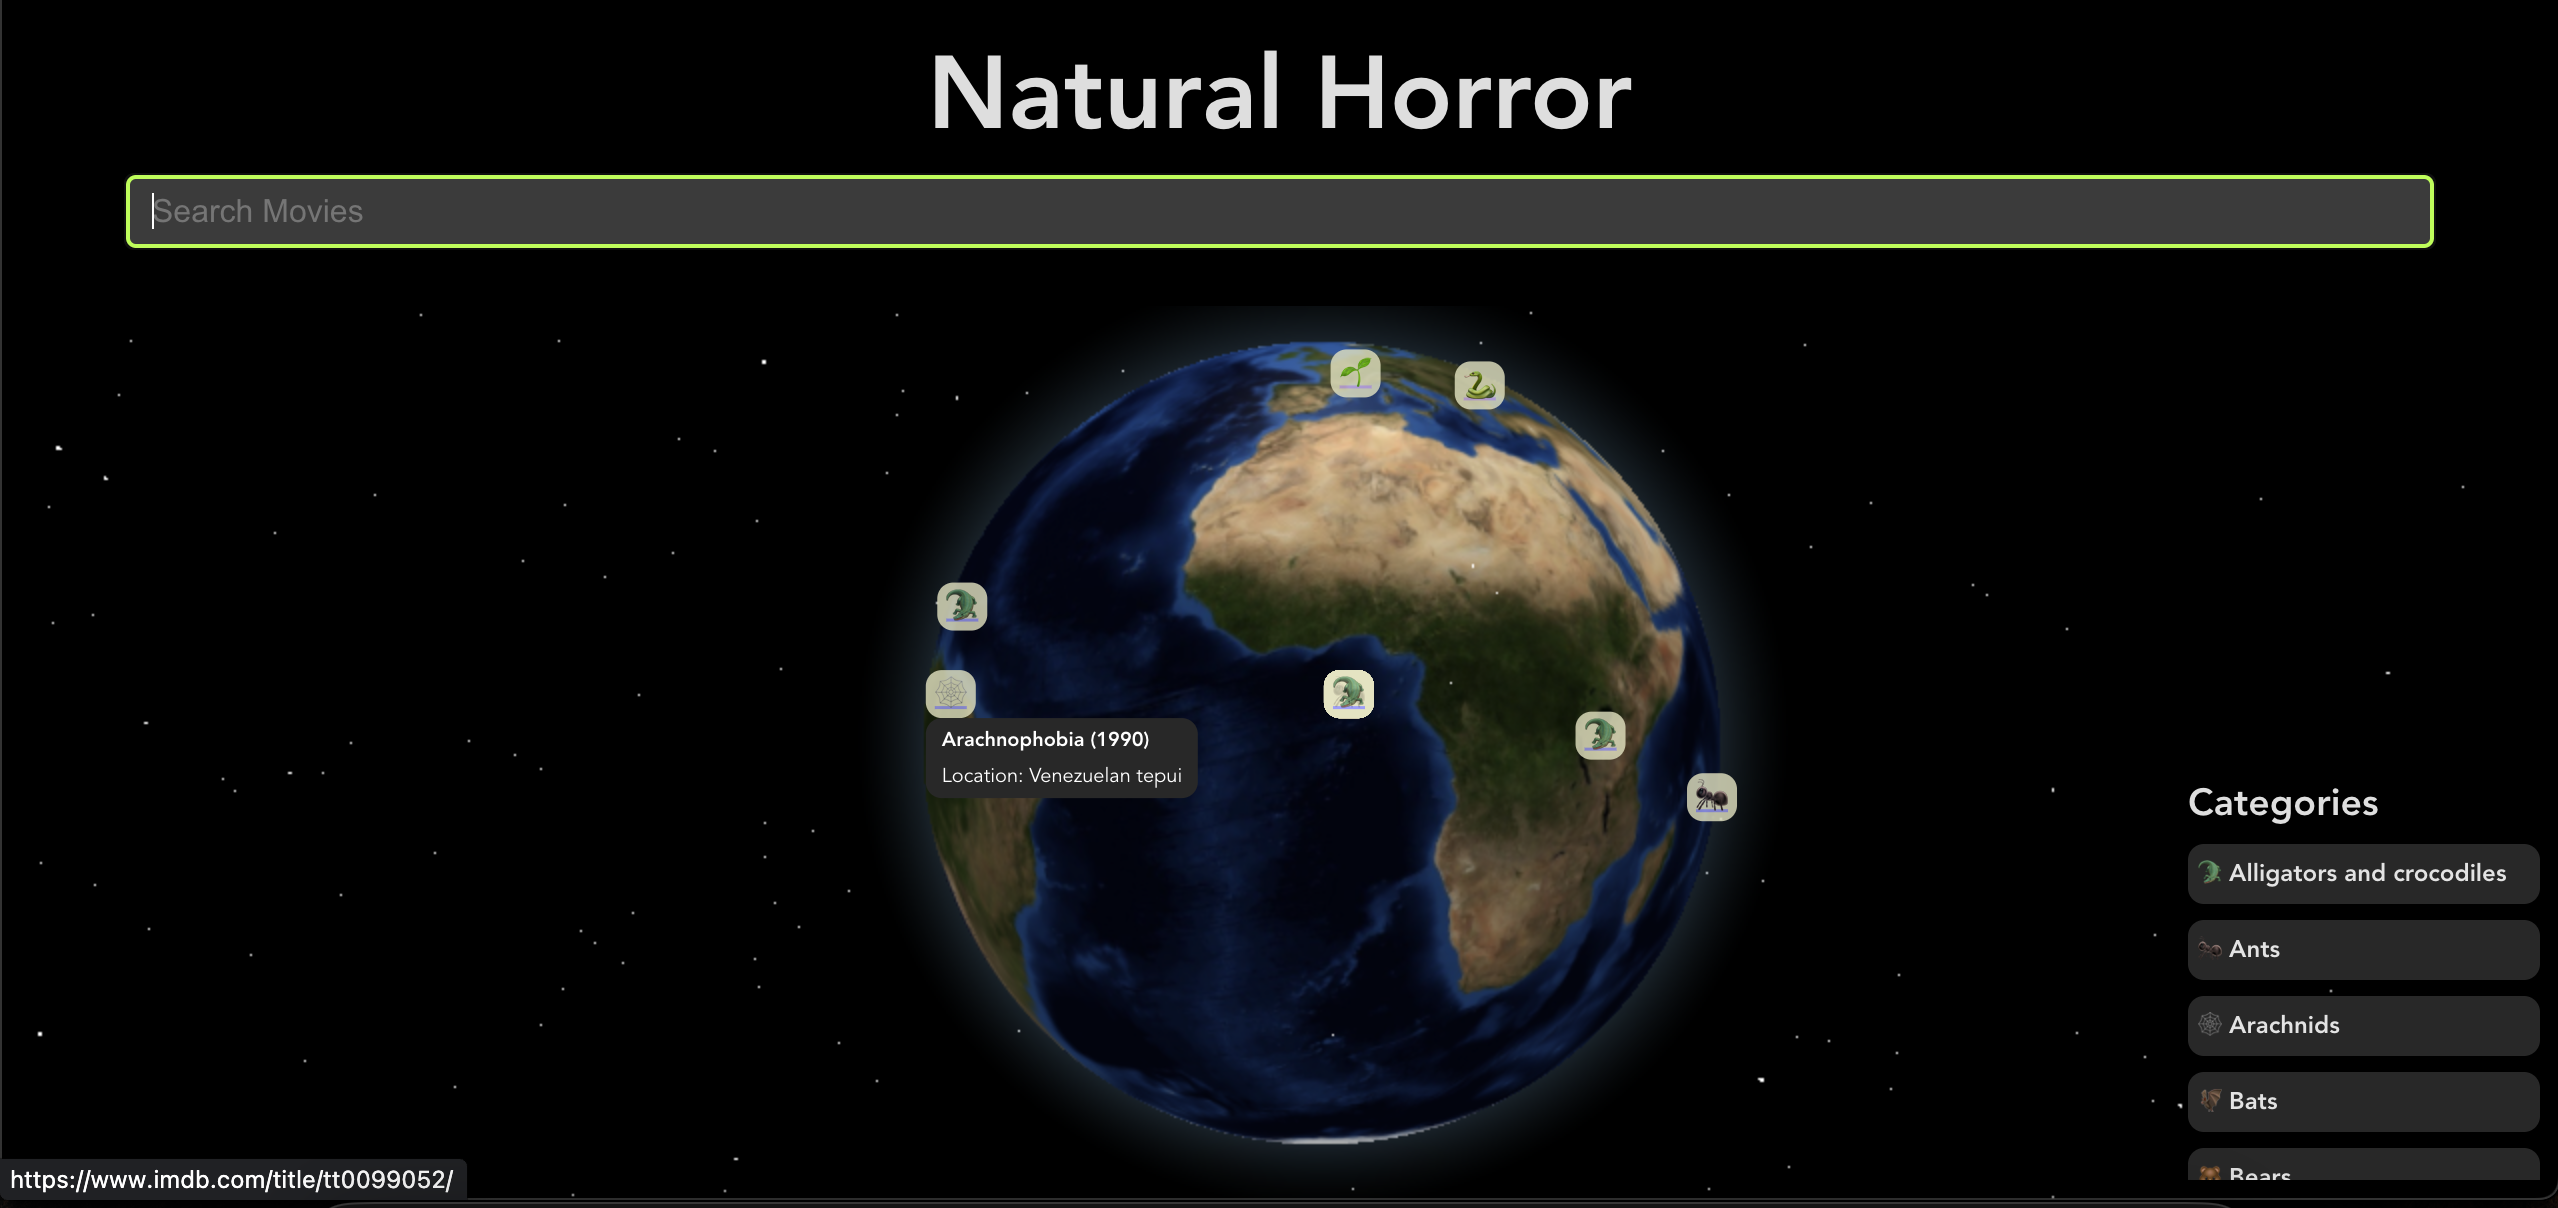 Natural Horror
Search Movies
Arachnophobia (1990)
Location: Venezuelan tepui
Categories
Alligators and crocodiles
Ants
Arachnids
Bats
Bears
https://www.imdb.com/title/tt0099052/